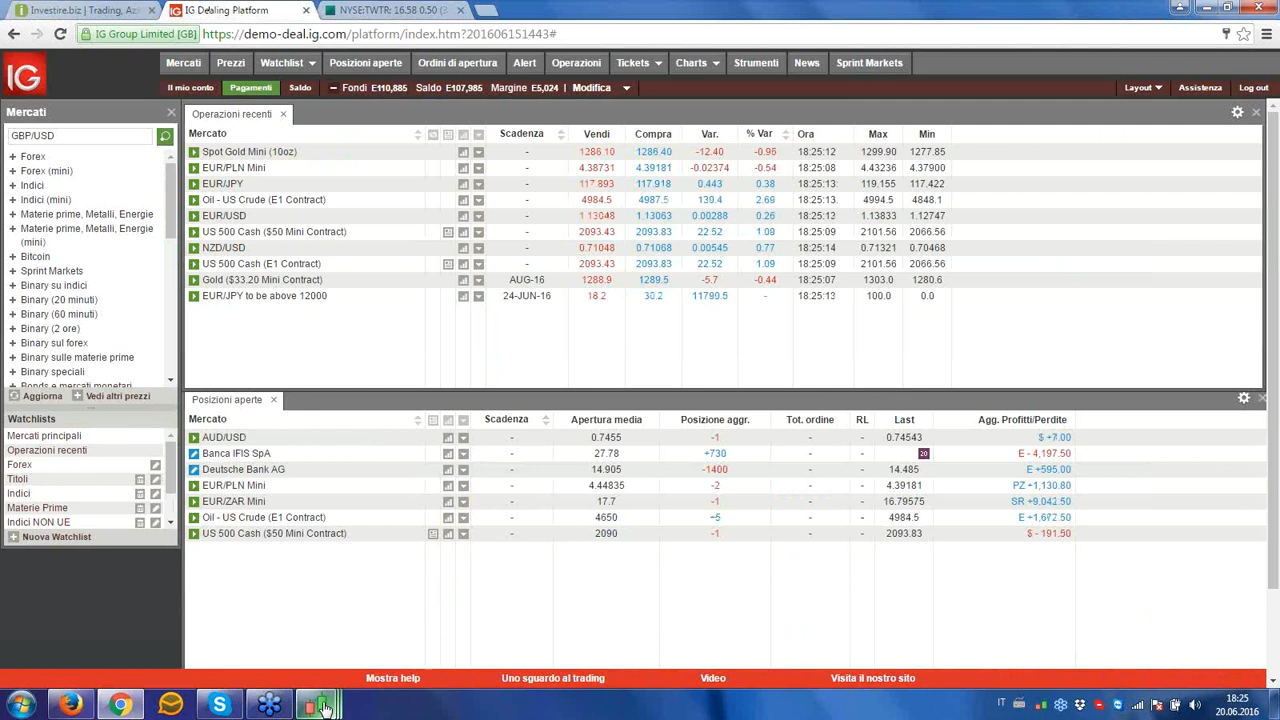 Investire.biz | Trading, Az
IG Dealing Platform
NYSE:TWTR: 16.58 0.50 (3
IG Group Limited [GB]
https://demo-deal.ig.com/platform/index.htm?201606151443#
IG
Mercati Prezzi Watchlist Posizioni aperte Ordini di apertura Alert Operazioni Tickets Charts Strumenti News Sprint Markets
Il mio conto Pagamenti Saldo Fondi E110,885 Saldo E107,985 Margine E5,024 Modifica Layout Assistenza Log out
Mercati
GBP/USD
Forex
Forex (mini)
Indici
Indici (mini)
Materie prime, Metalli, Energie
Materie prime, Metalli, Energie (mini)
Bitcoin
Sprint Markets
Binary su indici
Binary (20 minuti)
Binary (60 minuti)
Binary (2 ore)
Binary sul forex
Binary sulle materie prime
Binary speciali
Bonds e mercati monetari
Aggiorna Vedi altri prezzi
Watchlists
Mercati principali
Operazioni recenti
Forex
Titoli
Indici
Materie Prime
Indici NON UE
Nuova Watchlist
Operazioni recenti
Mercato Scadenza Vendi Compra Var. % Var Ora Max Min
Spot Gold Mini (10oz) - 1286.10 1286.40 -12.40 -0.96 18:25:12 1299.90 1277.85
EUR/PLN Mini - 4.38731 4.39181 -0.02374 -0.54 18:25:08 4.43236 4.37900
EUR/JPY - 117.893 117.918 0.443 0.38 18:25:13 119.155 117.422
Oil - US Crude (E1 Contract) - 4984.5 4987.5 130.4 2.69 18:25:13 4994.5 4848.1
EUR/USD - 1.13048 1.13063 0.00288 0.26 18:25:13 1.13833 1.12747
US 500 Cash ($50 Mini Contract) - 2093.43 2093.83 22.52 1.09 18:25:09 2101.56 2066.56
NZD/USD - 0.71048 0.71068 0.00545 0.77 18:25:14 0.71321 0.70468
US 500 Cash (E1 Contract) - 2093.43 2093.83 22.52 1.09 18:25:09 2101.56 2066.56
Gold ($33.20 Mini Contract) AUG-16 1288.9 1289.5 -5.7 -0.44 18:25:07 1303.0 1280.6
EUR/JPY to be above 12000 24-JUN-16 18.2 30.2 11790.5 - 18:25:13 100.0 0.0
Posizioni aperte
Mercato Scadenza Apertura media Posizione aggr. Tot. ordine RL Last Agg. Profitti/Perdite
AUD/USD - 0.7455 -1 - - 0.74543 $ +7.00
Banca IFIS SpA - 27.78 +730 - - 20 E - 4,197.50
Deutsche Bank AG - 14.905 -1400 - - 14.485 E +595.00
EUR/PLN Mini - 4.44835 -2 - - 4.39181 PZ +1,130.80
EUR/ZAR Mini - 17.7 -1 - - 16.79575 SR +9,042.50
Oil - US Crude (E1 Contract) - 4650 +5 - - 4984.5 E +1,672.50
US 500 Cash ($50 Mini Contract) - 2090 -1 - - 2093.83 $ - 191.50
Mostra help Uno sguardo al trading Video Visita il nostro sito
IT
18:25
20.06.2016